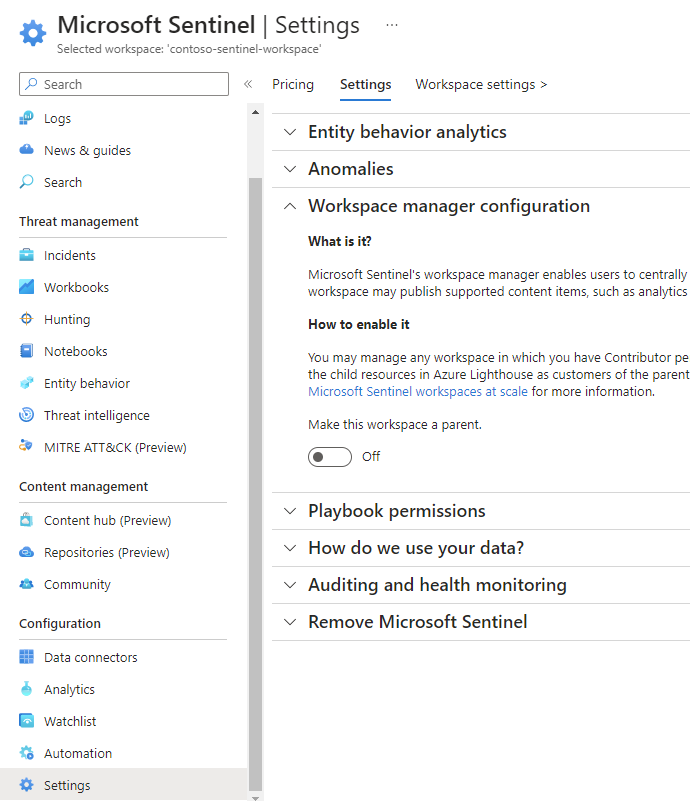 Microsoft Sentinel | Settings ...
Selected workspace: 'contoso-sentinel-workspace'
Search
«
Logs
News & guides
Search
Threat management
Incidents
Workbooks
Hunting
Notebooks
Entity behavior
Threat intelligence
MITRE ATT&CK (Preview)
Content management
Content hub (Preview)
Repositories (Preview)
Community
Configuration
Data connectors
Analytics
Watchlist
Automation
Settings
Pricing Settings Workspace settings >
Entity behavior analytics
Anomalies
Workspace manager configuration
What is it?
Microsoft Sentinel's workspace manager enables users to centrally
workspace may publish supported content items, such as analytics
How to enable it
You may manage any workspace in which you have Contributor pe
the child resources in Azure Lighthouse as customers of the parent
Microsoft Sentinel workspaces at scale for more information.
Make this workspace a parent.
Off
Playbook permissions
How do we use your data?
Auditing and health monitoring
Remove Microsoft Sentinel